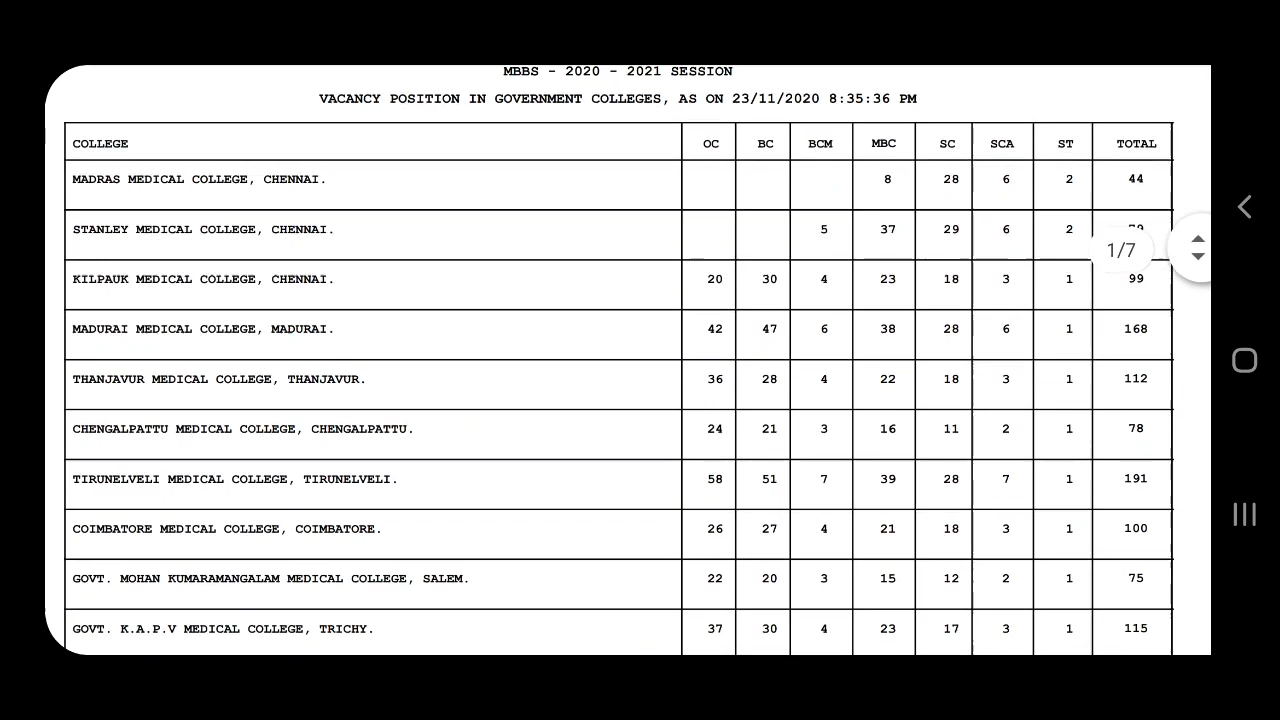 MBBS - 2020 - 2021 SESSION
VACANCY POSITION IN GOVERNMENT COLLEGES, AS ON 23/11/2020 8:35:36 PM
COLLEGE OC BC BCM MBC SC SCA ST TOTAL
MADRAS MEDICAL COLLEGE, CHENNAI. 8 28 6 2 44
STANLEY MEDICAL COLLEGE, CHENNAI. 5 37 29 6 2
1/7
KILPAUK MEDICAL COLLEGE, CHENNAI. 20 30 4 23 18 3 1 99
MADURAI MEDICAL COLLEGE, MADURAI. 42 47 6 38 28 6 1 168
THANJAVUR MEDICAL COLLEGE, THANJAVUR. 36 28 4 22 18 3 1 112
CHENGALPATTU MEDICAL COLLEGE, CHENGALPATTU. 24 21 3 16 11 2 1 78
TIRUNELVELI MEDICAL COLLEGE, TIRUNELVELI. 58 51 7 39 28 7 1 191
COIMBATORE MEDICAL COLLEGE, COIMBATORE. 26 27 4 21 18 3 1 100
GOVT. MOHAN KUMARAMANGALAM MEDICAL COLLEGE, SALEM. 22 20 3 15 12 2 1 75
GOVT. K.A.P.V MEDICAL COLLEGE, TRICHY. 37 30 4 23 17 3 1 115